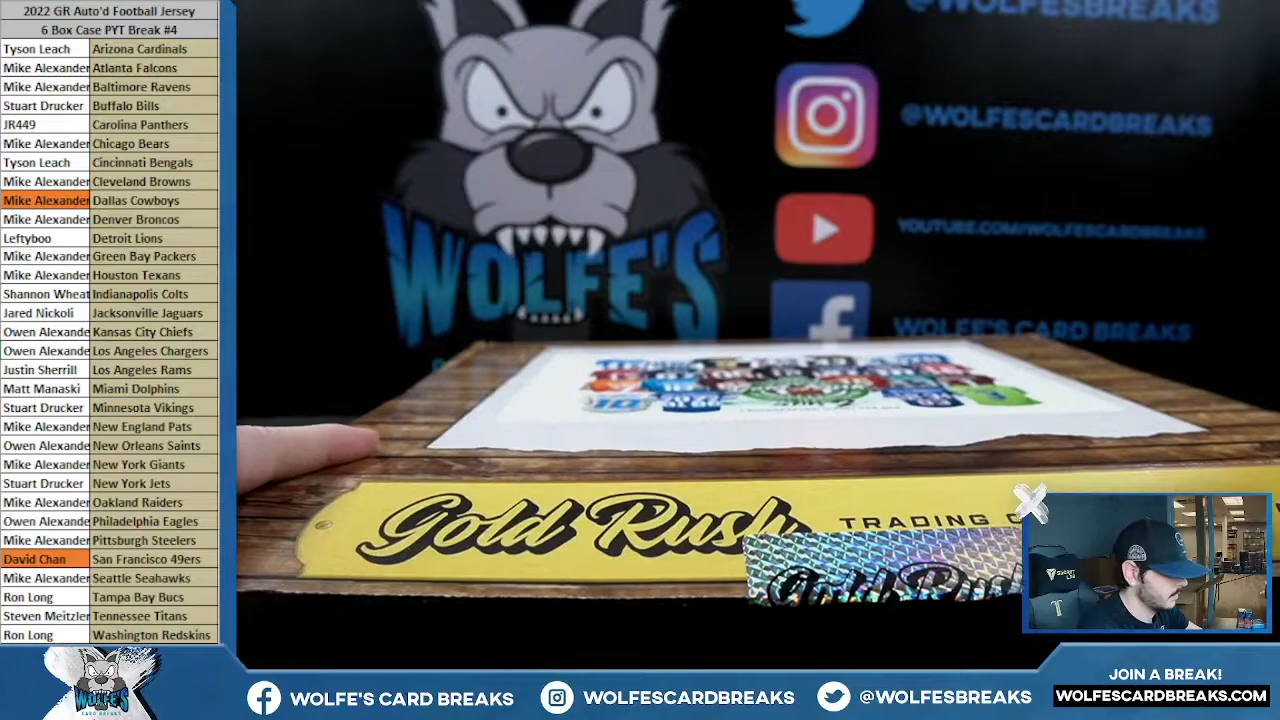 2022 GR Auto'd Football Jersey
6 Box Case PYT Break #4
Tyson Leach Arizona Cardinals
Mike Alexander Atlanta Falcons
Mike Alexander Baltimore Ravens
Stuart Drucker Buffalo Bills
JR449 Carolina Panthers
Mike Alexander Chicago Bears
Tyson Leach Cincinnati Bengals
Mike Alexander Cleveland Browns
Mike Alexander Dallas Cowboys
Mike Alexander Denver Broncos
Leftyboo Detroit Lions
Mike Alexander Green Bay Packers
Mike Alexander Houston Texans
Shannon Wheat Indianapolis Colts
Jared Nickoli Jacksonville Jaguars
Owen Alexande Kansas City Chiefs
Owen Alexande Los Angeles Chargers
Justin Sherrill Los Angeles Rams
Matt Manaski Miami Dolphins
Stuart Drucker Minnesota Vikings
Mike Alexander New England Pats
Owen Alexande New Orleans Saints
Mike Alexander New York Giants
Stuart Drucker New York Jets
Mike Alexander Oakland Raiders
Owen Alexande Philadelphia Eagles
Mike Alexander Pittsburgh Steelers
David Chan San Francisco 49ers
Mike Alexander Seattle Seahawks
Ron Long Tampa Bay Bucs
Steven Meitzler Tennessee Titans
Ron Long Washington Redskins
@WOLFESBREAKS
@WOLFESCARDBREAKS
YOUTUBE.COM/WOLFESCARDBREAKS
WOLFE'S CARD BREAKS
WOLFE'S
Gold Rush TRADING
Gold Rush
WOLFE'S
CARD BREAKS
WOLFE'S CARD BREAKS
WOLFESCARDBREAKS
@WOLFESBREAKS
JOIN A BREAK!
WOLFESCARDBREAKS.COM